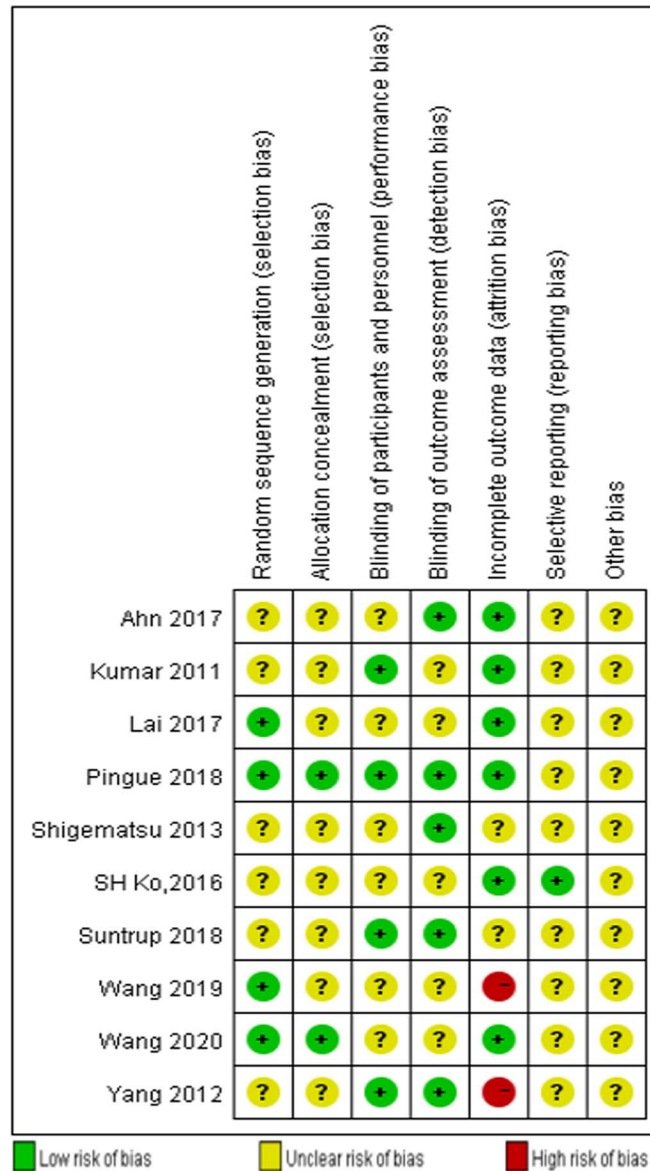 Random sequence generation (selection bias)
Allocation concealment (selection bias)
Blinding of participants and personnel (performance bias)
Blinding of outcome assessment (detection bias)
Incomplete outcome data (attrition bias)
Selective reporting (reporting bias)
Other bias
Ahn 2017 ? ? ? + + ? ?
Kumar 2011 ? ? + ? + ? ?
Lai 2017 + ? ? ? + ? ?
Pingue 2018 + + + + + ? ?
Shigematsu 2013 ? ? ? + ? ? ?
SH Ko,2016 ? ? ? ? + + ?
Suntrup 2018 ? ? + + ? ? ?
Wang 2019 + ? ? ? - ? ?
Wang 2020 + + ? ? + ? ?
Yang 2012 ? ? + + - ? ?
Low risk of bias Unclear risk of bias High risk of bias